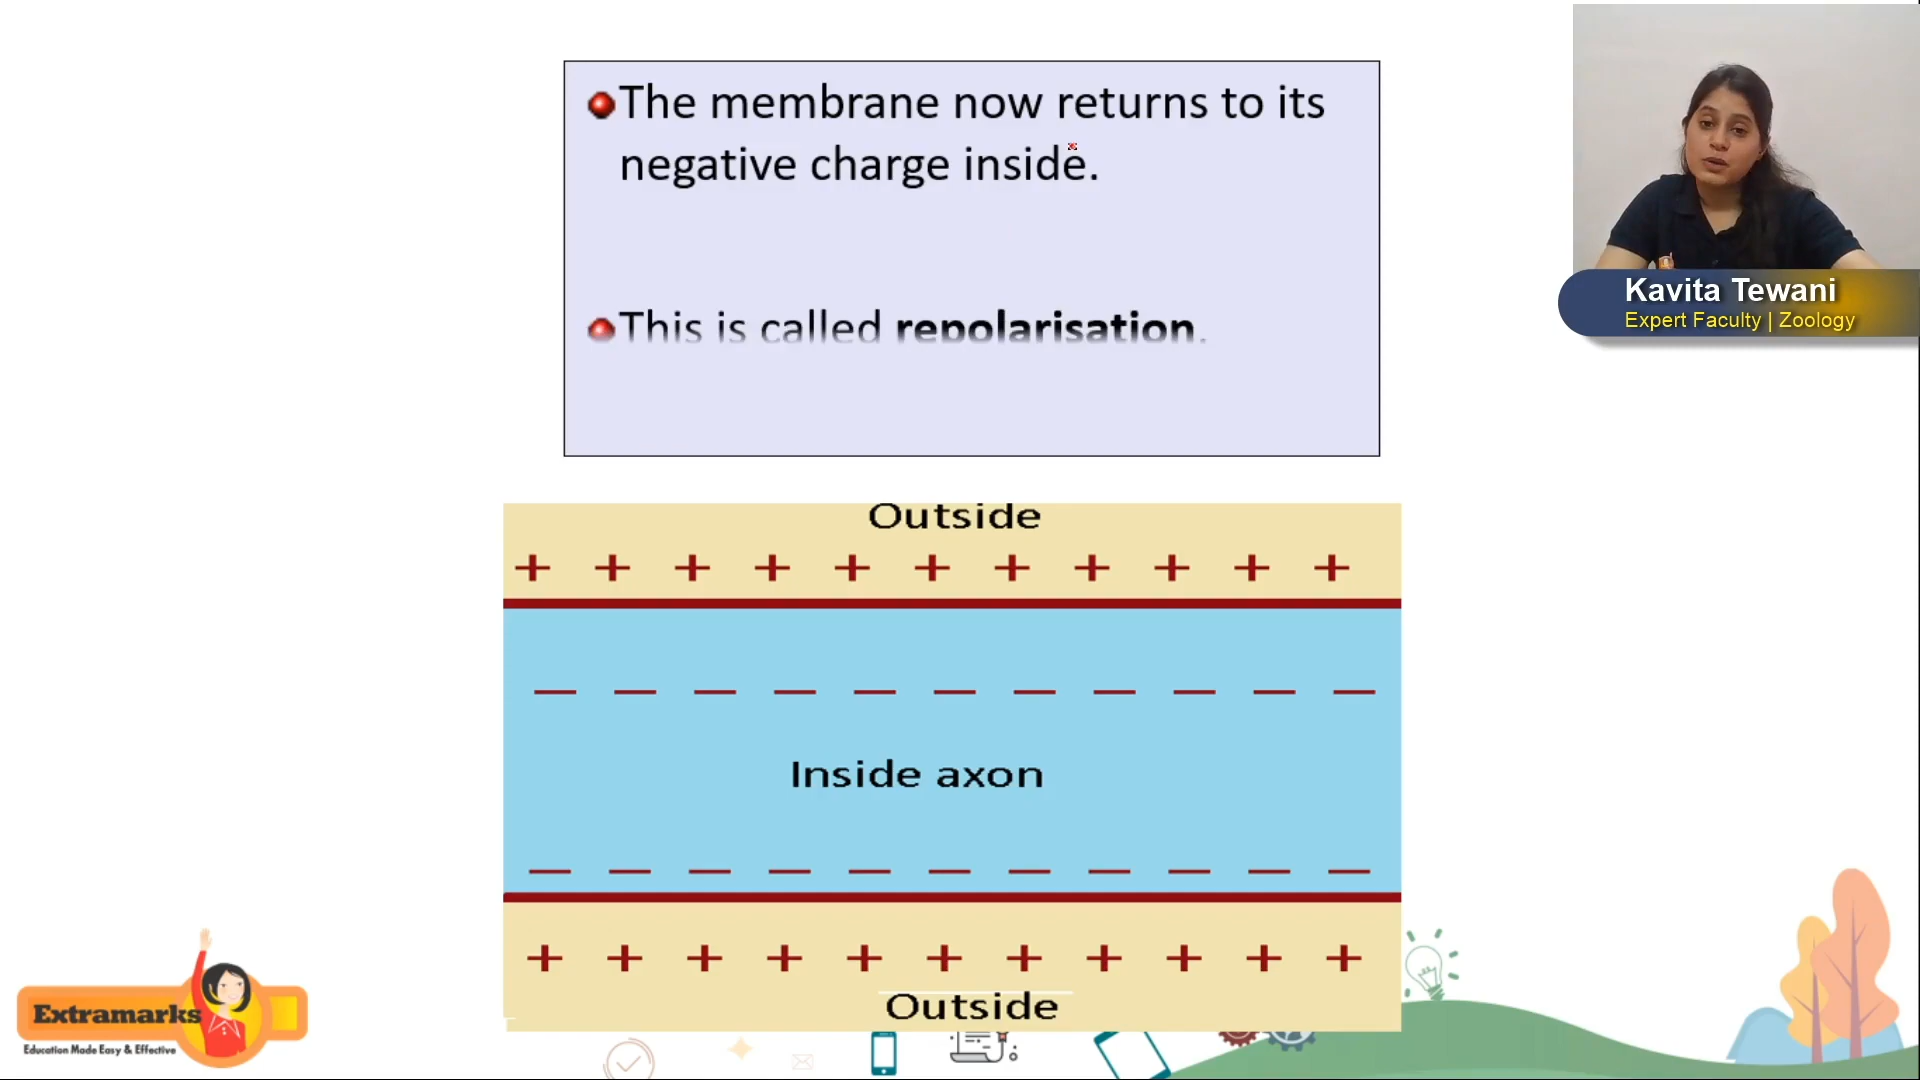 The membrane now returns to its
negative charge inside.
This is called repolarisation.
Kavita Tewani
Expert Faculty | Zoology
Outside
+ + + + + + + + + + +
— — — — — — — — — — —
Inside axon
— — — — — — — — — — —
+ + + + + + + + + + +
Outside
Extramarks
Education Made Easy & Effective